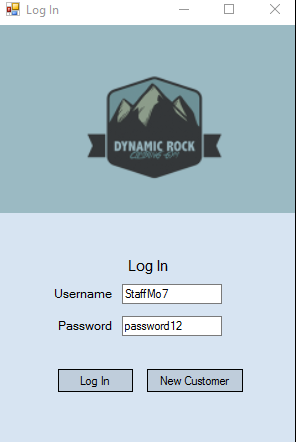 Log In
DYNAMIC ROCK
Log In
Username StaffMo7
Password password12
Log In New Customer